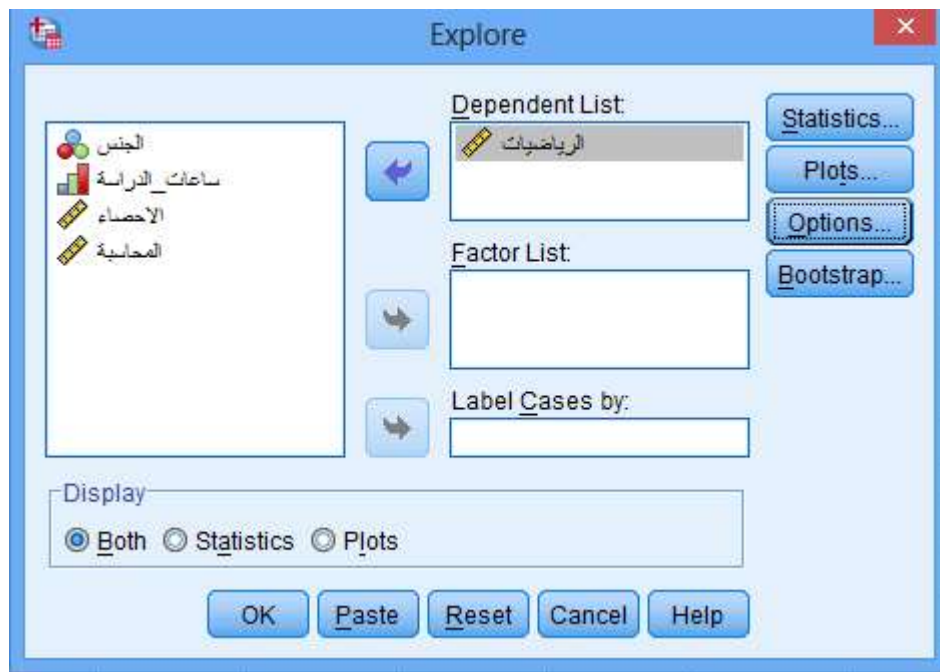 Explore
الجنس
ساعات_الدراسة
الاحصاء
المحاسبة
Dependent List:
الرياضيات
Factor List:
Label Cases by:
Statistics...
Plots...
Options...
Bootstrap...
Display
Both Statistics Plots
OK Paste Reset Cancel Help